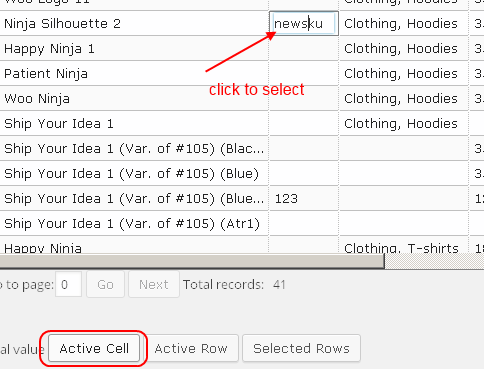 Woo Logo 11
Ninja Silhouette 2 newsku Clothing, Hoodies 3
click to select
Happy Ninja 1 Clothing, Hoodies 3
Patient Ninja Clothing, Hoodies 3
Woo Ninja Clothing, Hoodies 3
Ship Your Idea 1 Clothing, Hoodies 3
Ship Your Idea 1 (Var. of #105) (Blac... 3
Ship Your Idea 1 (Var. of #105) (Blue) 3
Ship Your Idea 1 (Var. of #105) (Blue... 123 12
Ship Your Idea 1 (Var. of #105) (Atr1) 3
Happy Ninja Clothing, T-shirts 18
o to page: 0 Go Next Total records: 41
al value Active Cell Active Row Selected Rows